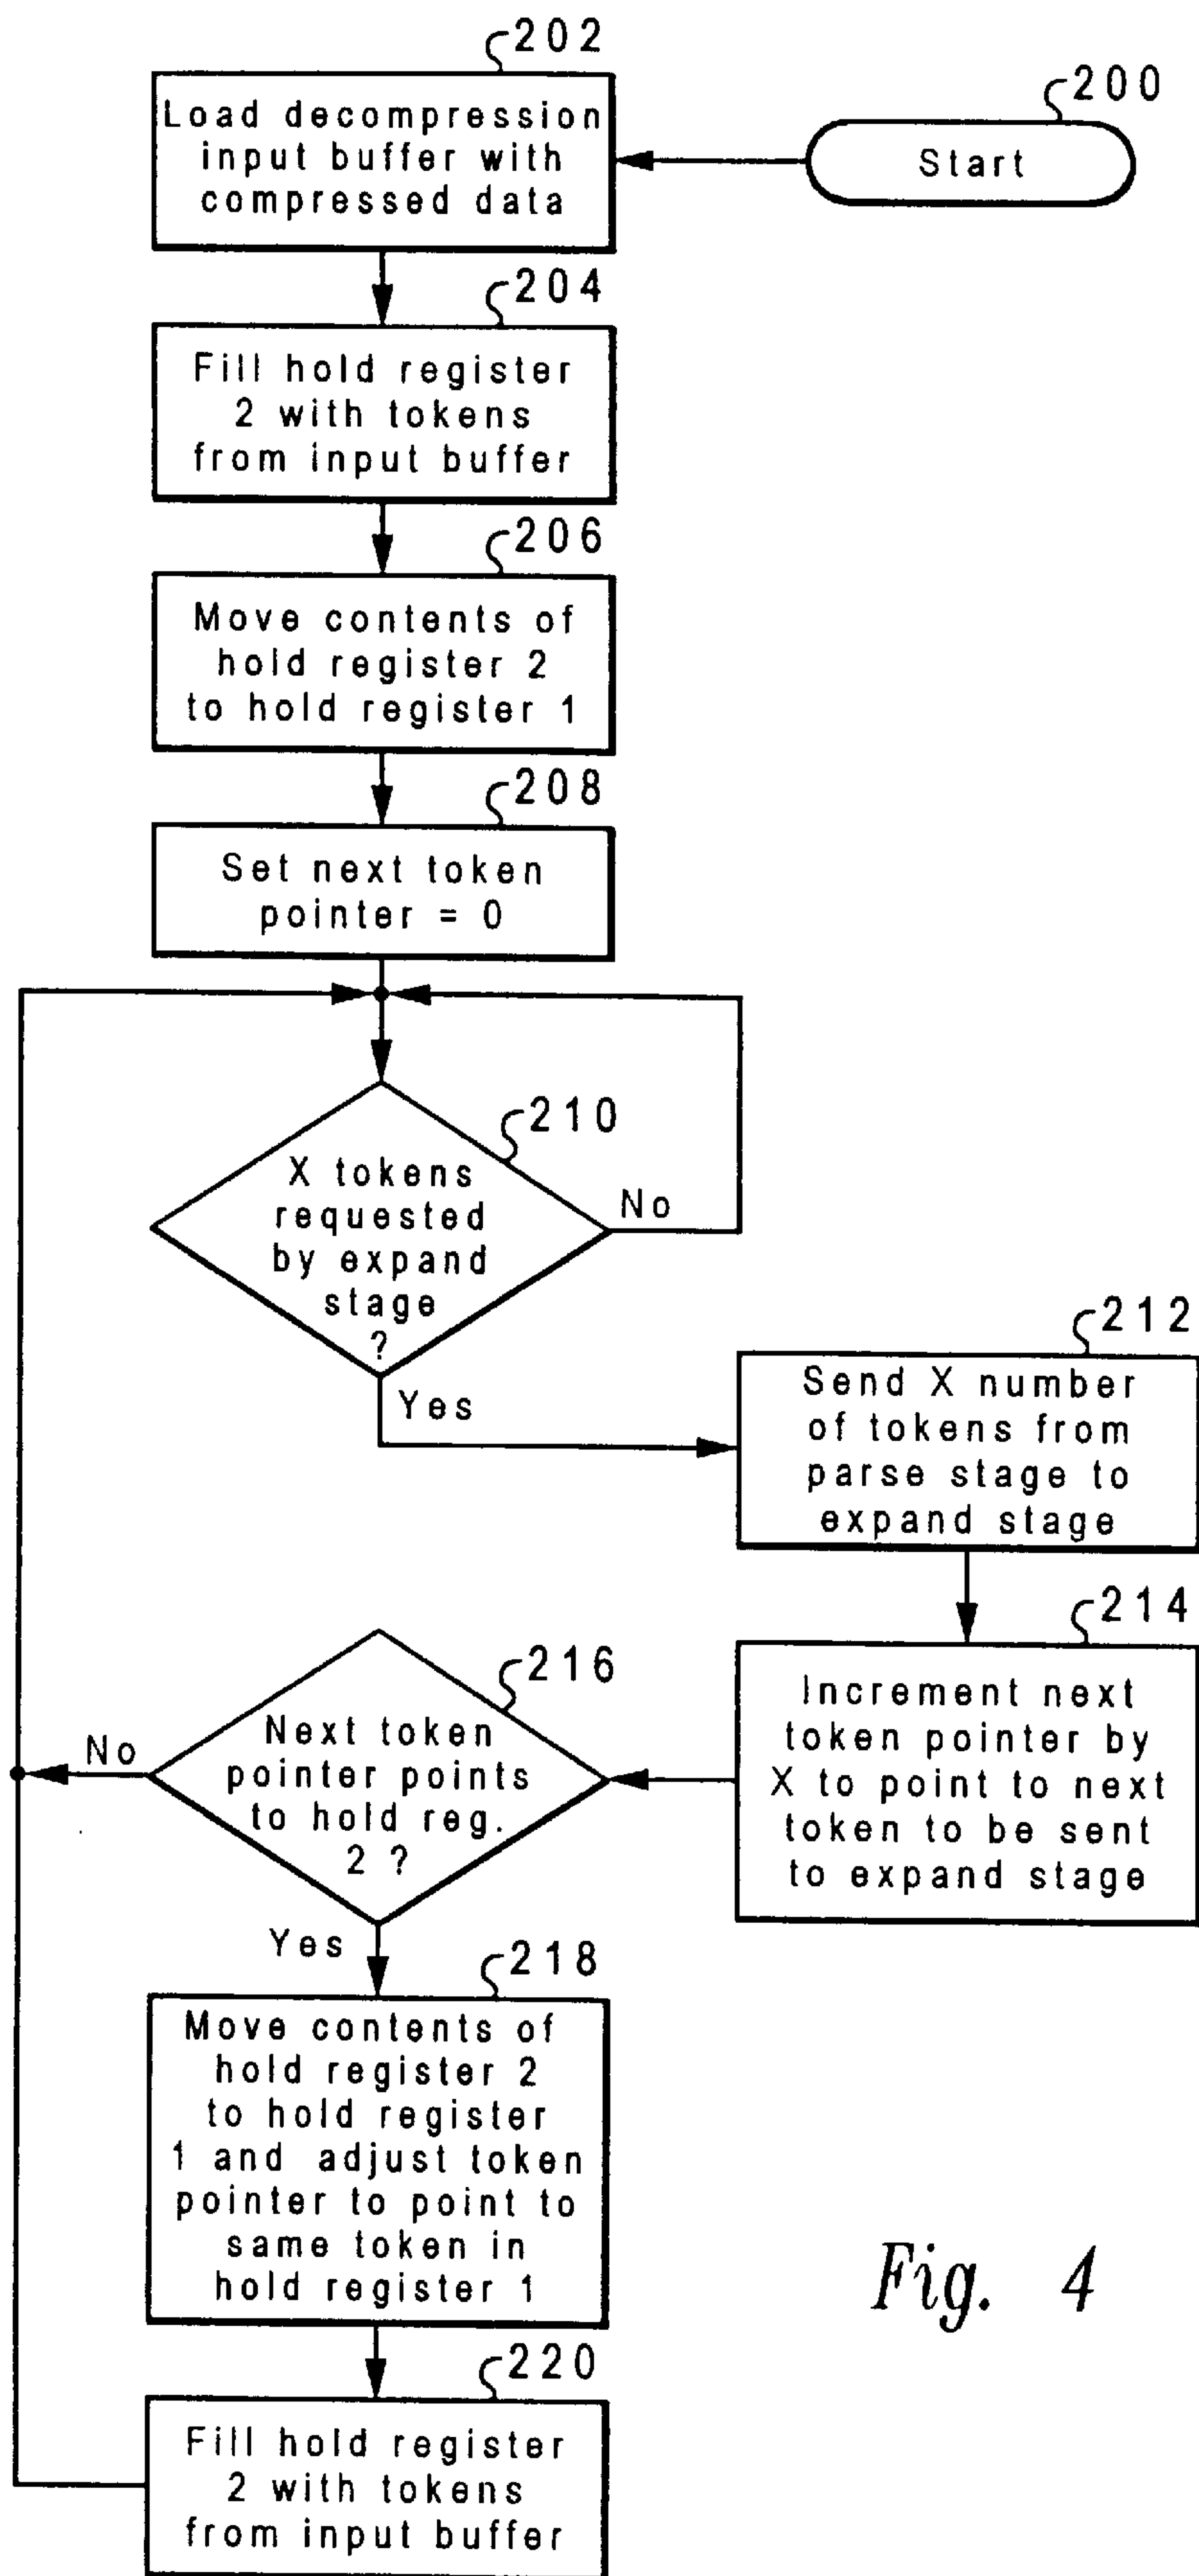 200
Start
202
Load decompression
input buffer with
compressed data
204
Fill hold register
2 with tokens
from input buffer
206
Move contents of
hold register 2
to hold register 1
208
Set next token
pointer = 0
210
X tokens
requested
by expand
stage
?
No
Yes
212
Send X number
of tokens from
parse stage to
expand stage
214
Increment next
token pointer by
X to point to next
token to be sent
to expand stage
216
Next token
pointer points
to hold reg.
2 ?
No
Yes
218
Move contents of
hold register 2
to hold register
1 and adjust token
pointer to point to
same token in
hold register 1
220
Fill hold register
2 with tokens
from input buffer
Fig. 4